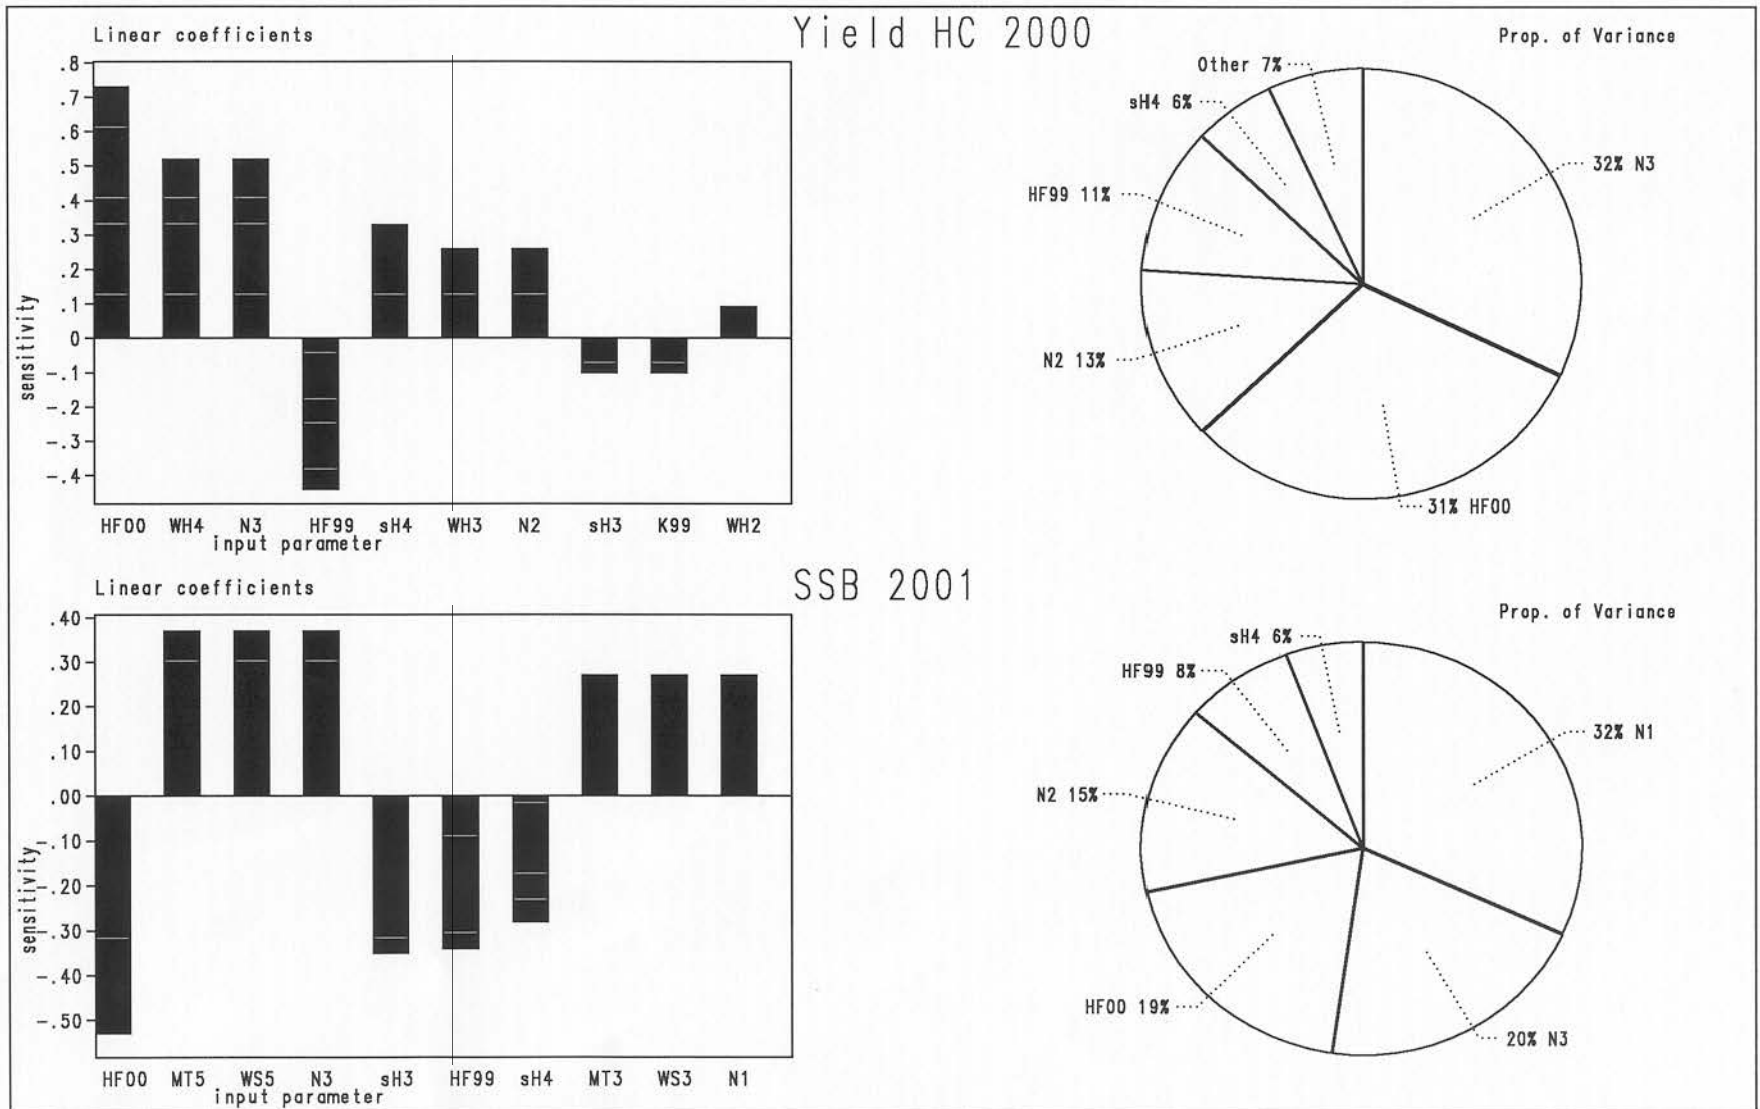 Yield HC 2000
Linear coefficients
.8
.7
.6
.5
.4
.3
.2
.1
0
-.1
-.2
-.3
-.4
sensitivity
HF00 WH4 N3 HF99 sH4 WH3 N2 sH3 K99 WH2
input parameter
Prop. of Variance
Other 7%
sH4 6%
32% N3
HF99 11%
N2 13%
31% HF00
SSB 2001
Linear coefficients
.40
.30
.20
.10
.00
-.10
-.20
-.30
-.40
-.50
sensitivity
HF00 MT5 WS5 N3 sH3 HF99 sH4 MT3 WS3 N1
input parameter
Prop. of Variance
sH4 6%
HF99 8%
32% N1
N2 15%
HF00 19%
20% N3